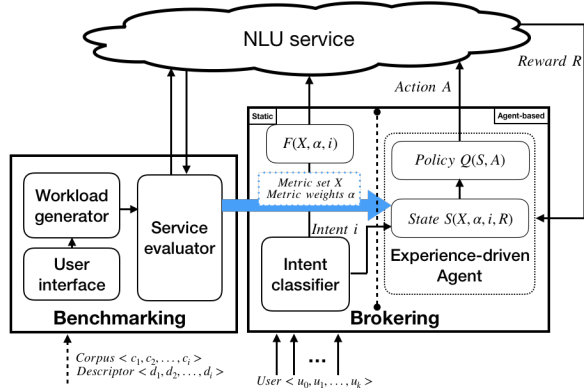 NLU service
Reward R
Action A
Static
Agent-based
F(X, α, i)
Policy Q(S, A)
Metric set X
Metric weights α
Workload
generator
Service
evaluator
State S(X, α, i, R)
Intent i
User
interface
Intent
classifier
Experience-driven
Agent
Benchmarking
Brokering
Corpus < c₁, c₂, . . . , cᵢ >
Descriptor < d₁, d₂, . . . , dᵢ >
...
User < u₀, u₁, . . . , uₖ >